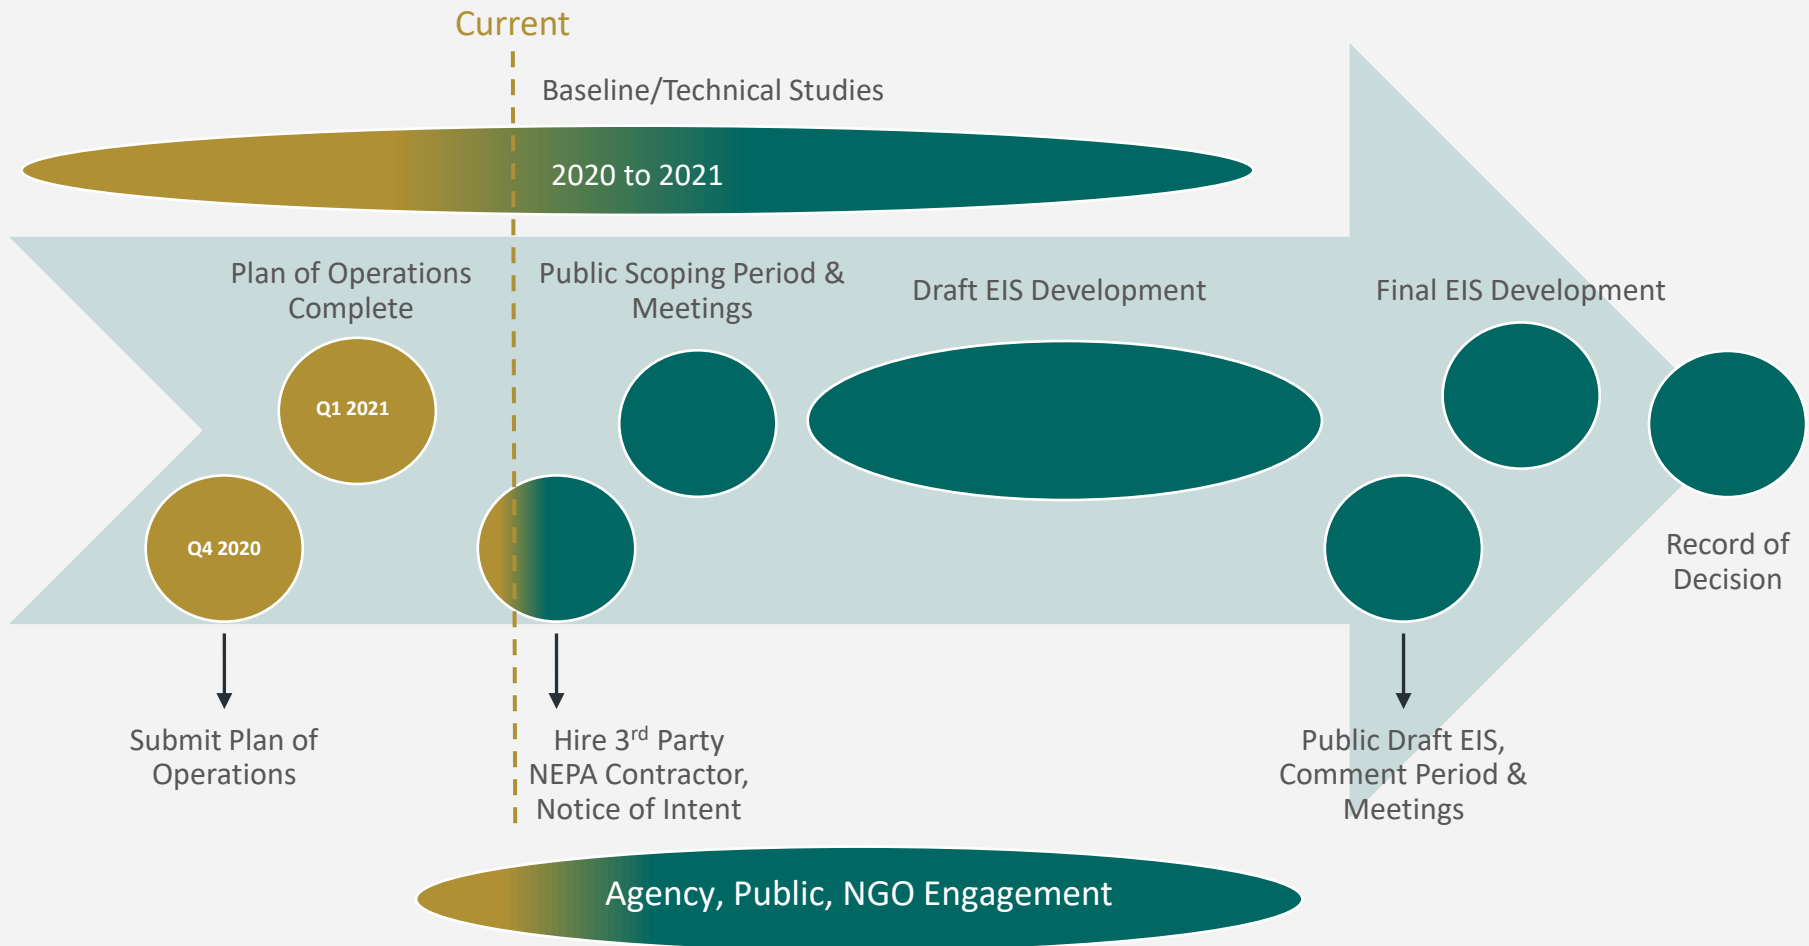 Current
Baseline/Technical Studies
2020 to 2021
Plan of Operations
Complete
Public Scoping Period &
Meetings
Draft EIS Development
Final EIS Development
Q1 2021
Q4 2020
Record of
Decision
Submit Plan of
Operations
Hire 3rd Party
NEPA Contractor,
Notice of Intent
Public Draft EIS,
Comment Period &
Meetings
Agency, Public, NGO Engagement